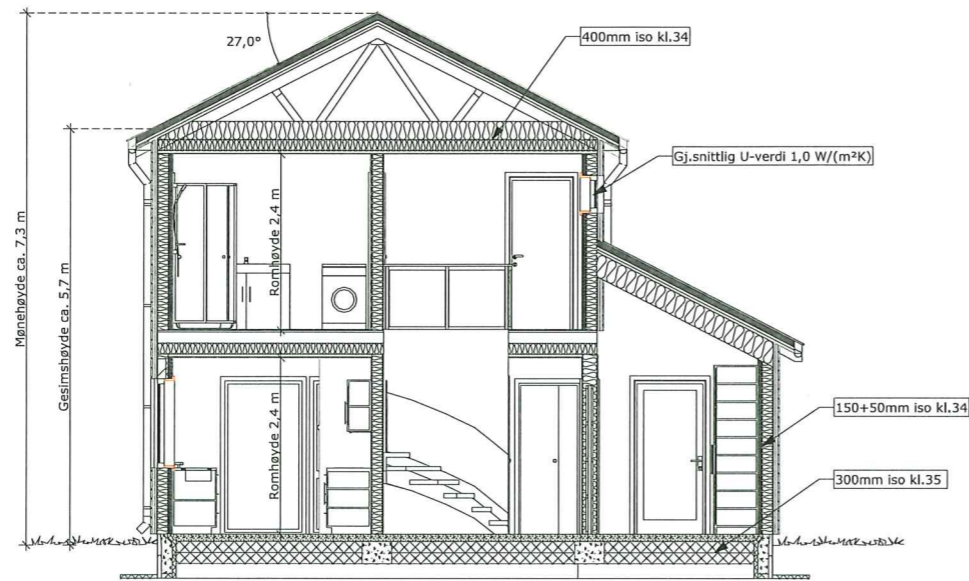 27,0°
400mm iso kl.34
Gj.snittlig U-verdi 1,0 W/(m²K)
Mønehøyde ca. 7,3 m
Gesimshøyde ca. 5,7 m
Romhøyde 2,4 m
Romhøyde 2,4 m
150+50mm iso kl.34
300mm iso kl.35